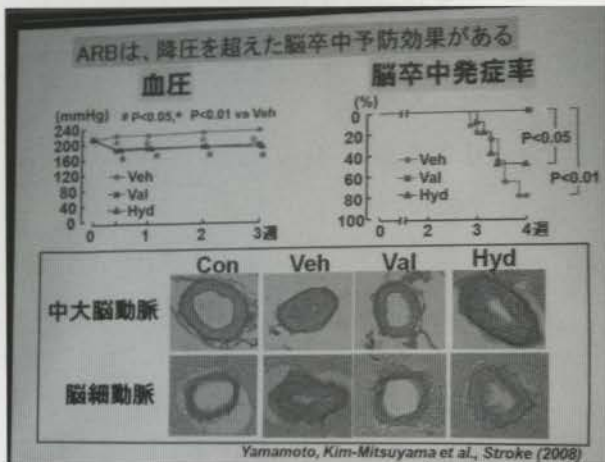 ARBは、降圧を超えた脳卒中予防効果がある
血圧
脳卒中発症率
(mmHg) # P<0.05,* P<0.01 vs Veh
240
200
160
120
80
40
0
Veh
Val
Hyd
0 1 2 3週
(%)
0
20
40
60
80
100
Veh
Val
Hyd
P<0.05
P<0.01
0 2 3 4週
Con Veh Val Hyd
中大脳動脈
脳細動脈
Yamamoto, Kim-Mitsuyama et al., Stroke (2008)